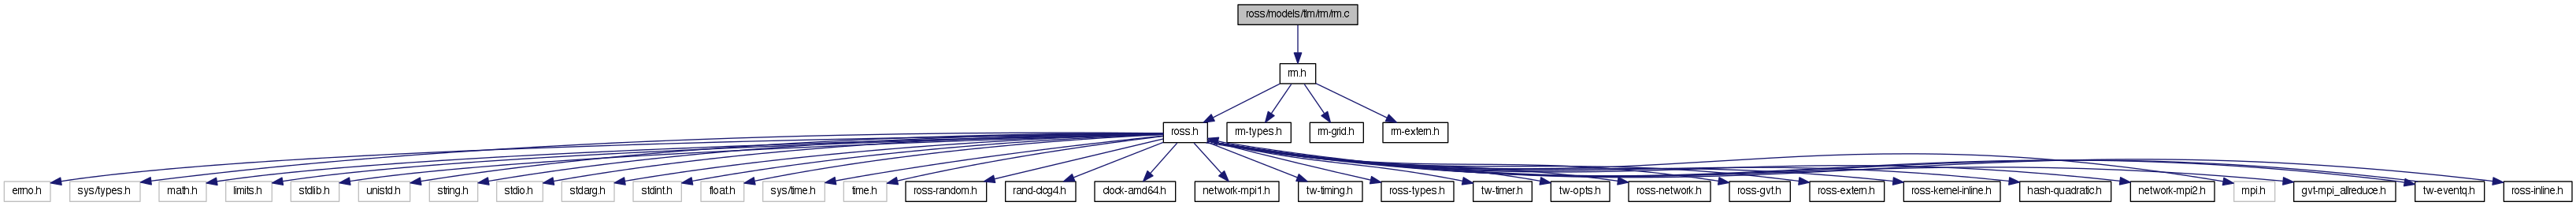 ross/models/tlm/rm/rm.c
rm.h
ross.h
rm-types.h
rm-grid.h
rm-extern.h
errno.h
sys/types.h
math.h
limits.h
stdlib.h
unistd.h
string.h
stdio.h
stdarg.h
stdint.h
float.h
sys/time.h
time.h
ross-random.h
rand-clcg4.h
clock-amd64.h
network-mpi1.h
tw-timing.h
ross-types.h
tw-timer.h
tw-opts.h
ross-network.h
ross-gvt.h
ross-extern.h
ross-kernel-inline.h
hash-quadratic.h
network-mpi2.h
mpi.h
gvt-mpi_allreduce.h
tw-eventq.h
ross-inline.h